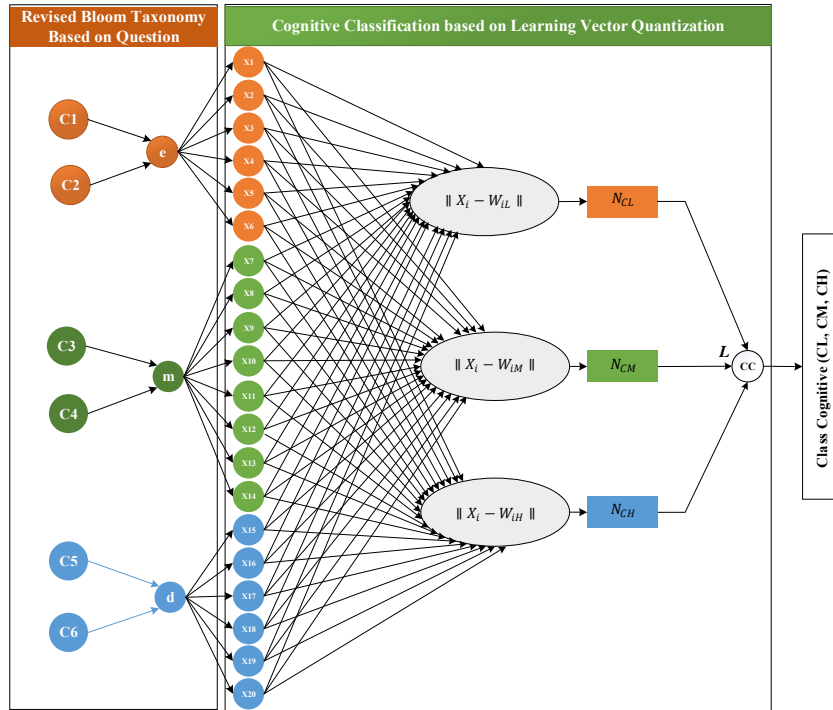 Revised Bloom Taxonomy
Based on Question
Cognitive Classification based on Learning Vector Quantization
C1
C2
e
C3
C4
m
C5
C6
d
X1
X2
X3
X4
X5
X6
X7
X8
X9
X10
X11
X12
X13
X14
X15
X16
X17
X18
X19
X20
‖ X_i − W_iL ‖
‖ X_i − W_iM ‖
‖ X_i − W_iH ‖
N_CL
N_CM
N_CH
L
CC
Class Cognitive (CL, CM, CH)